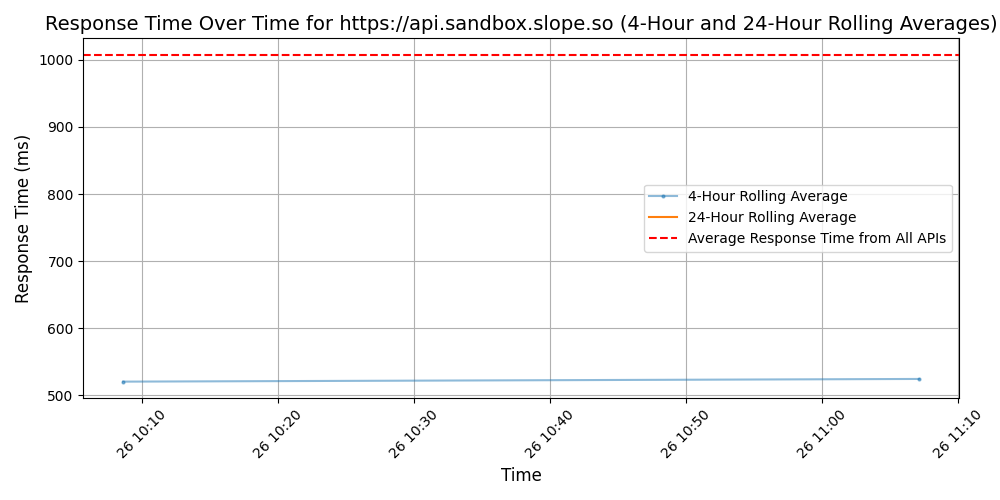 Response Time Over Time for https://api.sandbox.slope.so (4-Hour and 24-Hour Rolling Averages)
Response Time (ms)
1000
900
800
700
600
500
4-Hour Rolling Average
24-Hour Rolling Average
Average Response Time from All APIs
26 10:10
26 10:20
26 10:30
26 10:40
26 10:50
26 11:00
26 11:10
Time